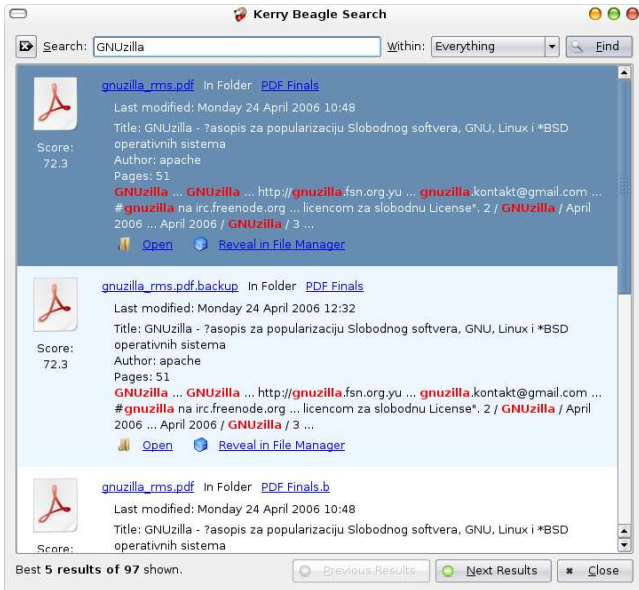 Kerry Beagle Search
Search: GNUzilla Within: Everything Find
gnuzilla_rms.pdf In Folder PDF Finals
Last modified: Monday 24 April 2006 10:48
Title: GNUzilla - ?asopis za popularizaciju Slobodnog softvera, GNU, Linux i *BSD
operativnih sistema
Author: apache
Pages: 51
Score:
72.3
GNUzilla ... GNUzilla ... http://gnuzilla.fsn.org.yu ... gnuzilla.kontakt@gmail.com ...
#gnuzilla na irc.freenode.org ... licencom za slobodnu License". 2 / GNUzilla / April
2006 ... April 2006 / GNUzilla / 3 ...
Open Reveal in File Manager
gnuzilla_rms.pdf.backup In Folder PDF Finals
Last modified: Monday 24 April 2006 12:32
Title: GNUzilla - ?asopis za popularizaciju Slobodnog softvera, GNU, Linux i *BSD
operativnih sistema
Author: apache
Pages: 51
Score:
72.3
GNUzilla ... GNUzilla ... http://gnuzilla.fsn.org.yu ... gnuzilla.kontakt@gmail.com ...
#gnuzilla na irc.freenode.org ... licencom za slobodnu License". 2 / GNUzilla / April
2006 ... April 2006 / GNUzilla / 3 ...
Open Reveal in File Manager
gnuzilla_rms.pdf In Folder PDF Finals.b
Last modified: Monday 24 April 2006 10:48
Title: GNUzilla - ?asopis za popularizaciju Slobodnog softvera, GNU, Linux i *BSD
operativnih sistema
Score:
Best 5 results of 97 shown. Previous Results Next Results Close